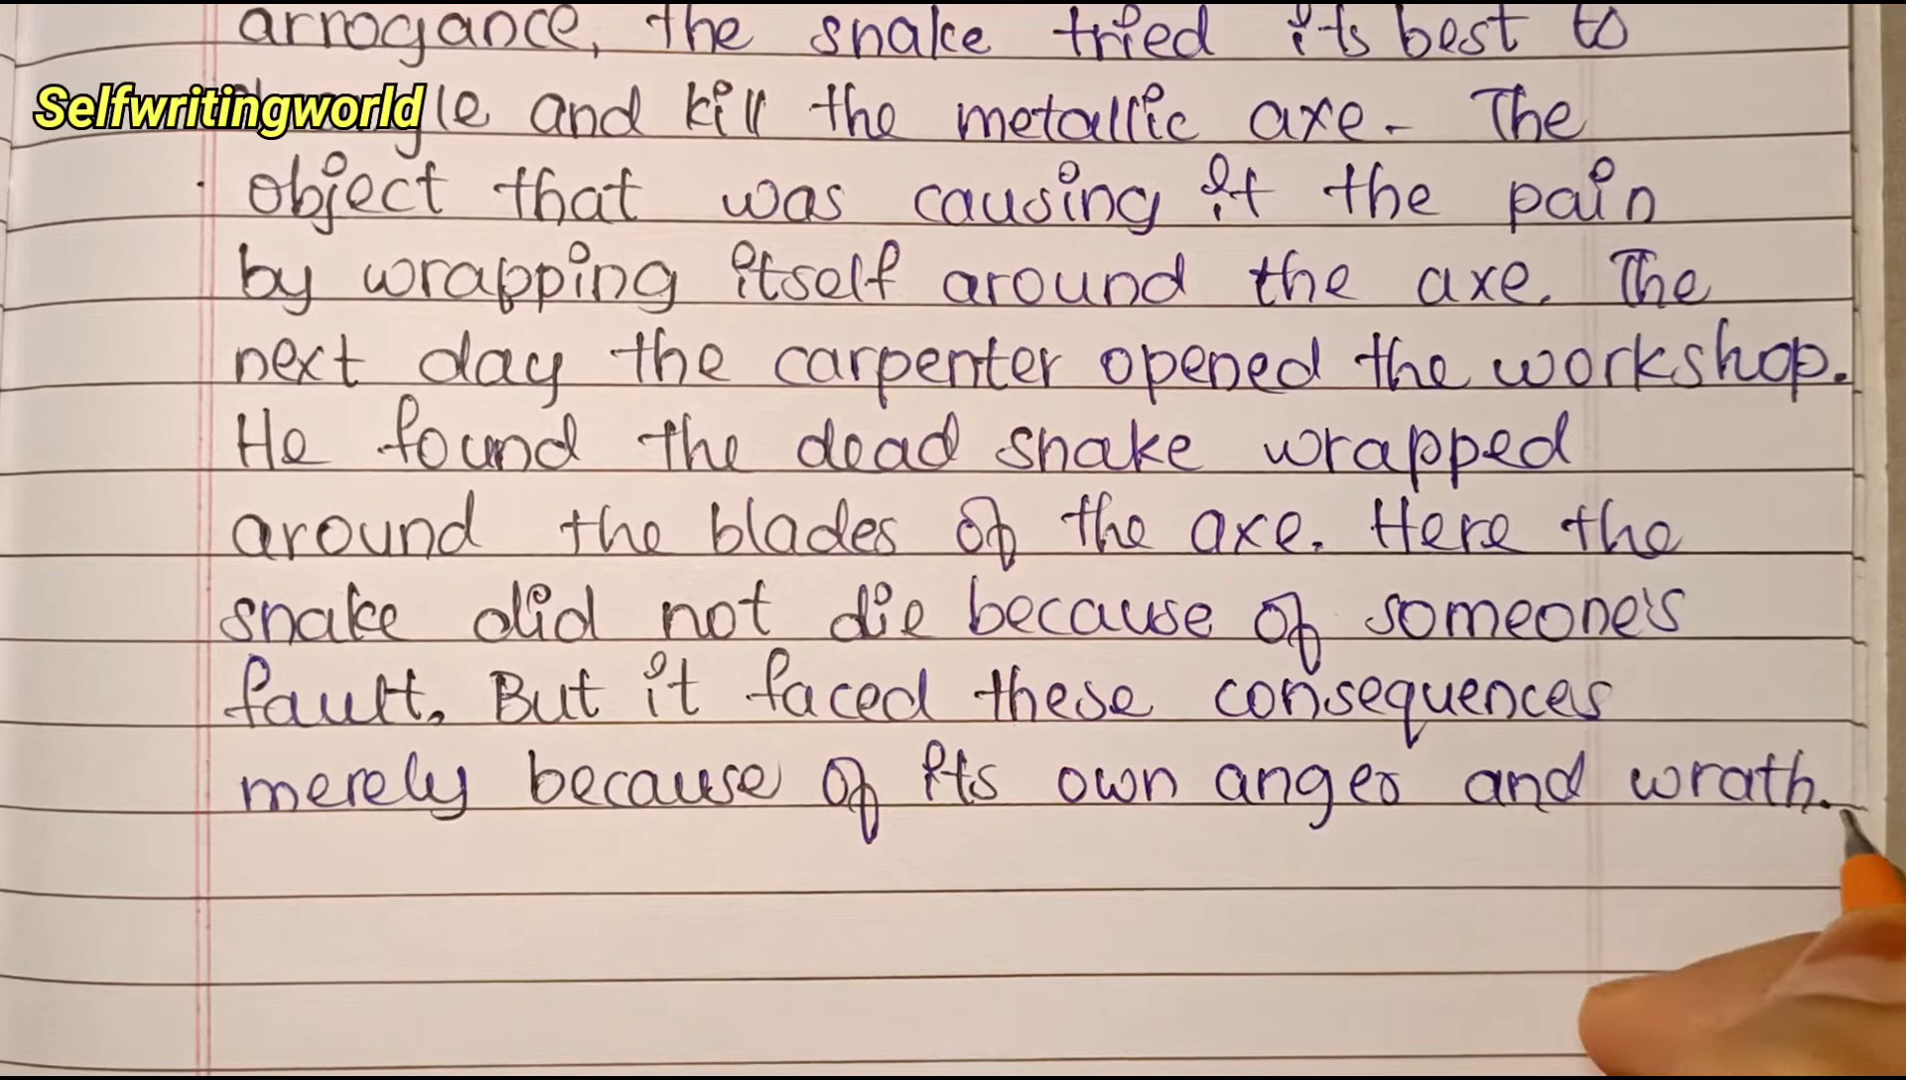 arrogance, the snake tried its best to
Selfwritingworld
and kill the metallic axe. The
object that was causing it the pain
by wrapping itself around the axe. The
next day the carpenter opened the workshop.
He found the dead snake wrapped
around the blades of the axe. Here the
snake did not die because of someone's
fault. But it faced these consequences
merely because of its own anger and wrath.